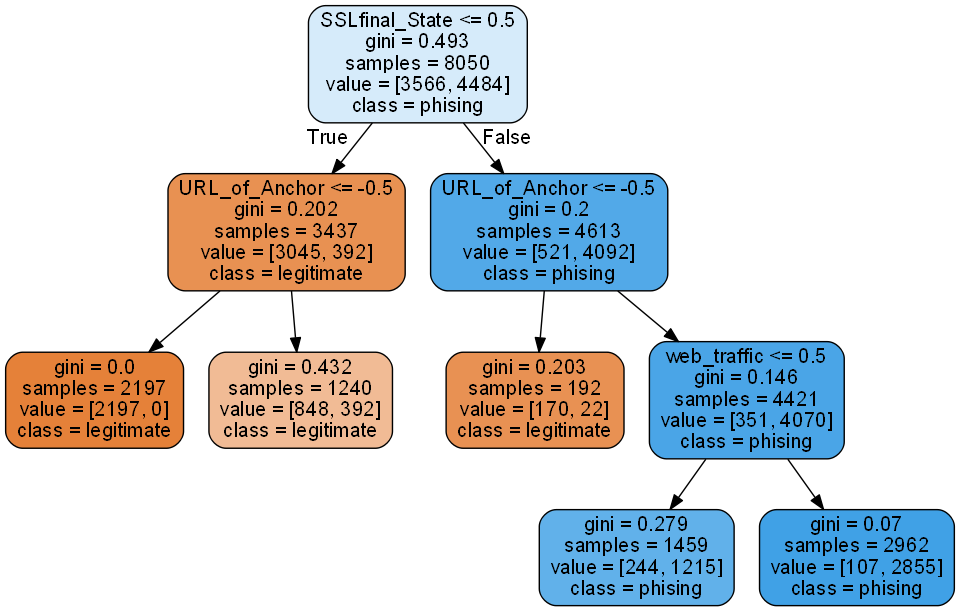 SSLfinal_State <= 0.5
gini = 0.493
samples = 8050
value = [3566, 4484]
class = phising
True
False
URL_of_Anchor <= -0.5
gini = 0.202
samples = 3437
value = [3045, 392]
class = legitimate
URL_of_Anchor <= -0.5
gini = 0.2
samples = 4613
value = [521, 4092]
class = phising
gini = 0.0
samples = 2197
value = [2197, 0]
class = legitimate
gini = 0.432
samples = 1240
value = [848, 392]
class = legitimate
gini = 0.203
samples = 192
value = [170, 22]
class = legitimate
web_traffic <= 0.5
gini = 0.146
samples = 4421
value = [351, 4070]
class = phising
gini = 0.279
samples = 1459
value = [244, 1215]
class = phising
gini = 0.07
samples = 2962
value = [107, 2855]
class = phising